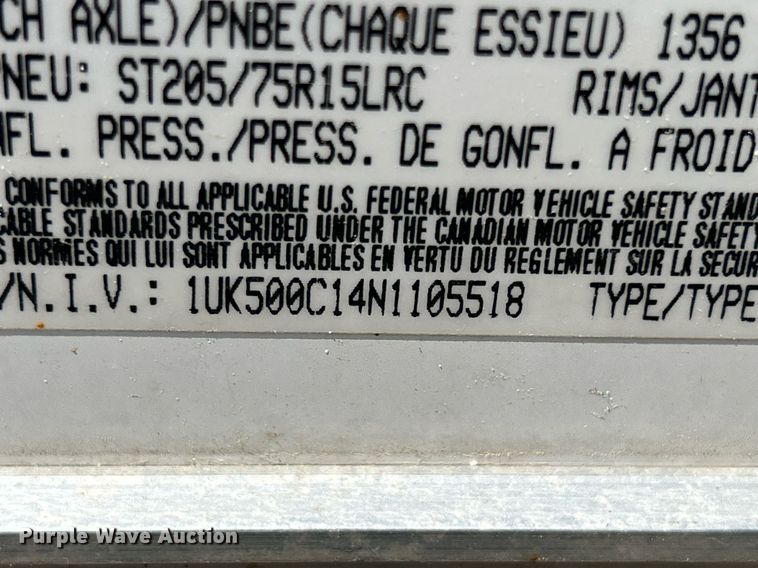 CH AXLE)/PNBE(CHAQUE ESSIEU) 1356
PNEU: ST205/75R15LRC RIMS/JANT
NFL. PRESS./PRESS. DE GONFL. A FROID
CONFORMS TO ALL APPLICABLE U.S. FEDERAL MOTOR VEHICLE SAFETY STAND
CABLE STANDARDS PRESCRIBED UNDER THE CANADIAN MOTOR VEHICLE SAFETY
S NORMES QUI LUI SONT APPLICABLES EN VERTU DU REGLEMENT SUR LA SECUR
/N.I.V.: 1UK500C14N1105518 TYPE/TYPE
Purple Wave Auction